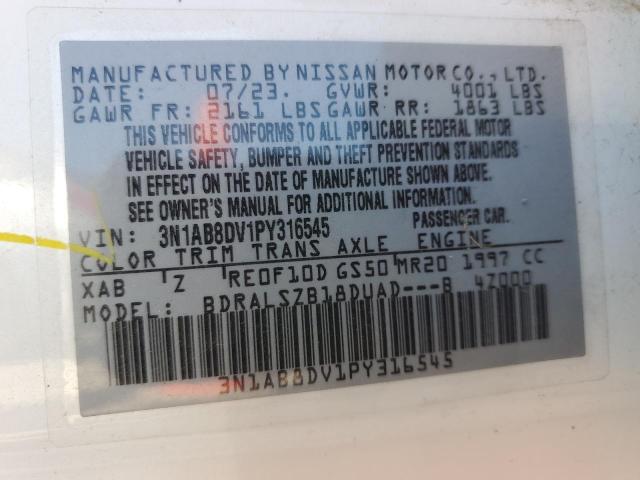 MANUFACTURED BY NISSAN MOTOR CO., LTD.
DATE: 07/23. GVWR: 4001 LBS
GAWR FR: 2161 LBS GAWR RR: 1863 LBS
THIS VEHICLE CONFORMS TO ALL APPLICABLE FEDERAL MOTOR
VEHICLE SAFETY, BUMPER AND THEFT PREVENTION STANDARDS
IN EFFECT ON THE DATE OF MANUFACTURE SHOWN ABOVE.
SEE OWNER'S MANUAL FOR ADDITIONAL INFORMATION.
VIN: 3N1AB8DV1PY316545 PASSENGER CAR.
COLOR TRIM TRANS AXLE ENGINE
XAB Z RE0F10D GS50 MR20 1997 CC
MODEL: BDRALSZB18DUAD---B 4Z000
3N1AB8DV1PY316545